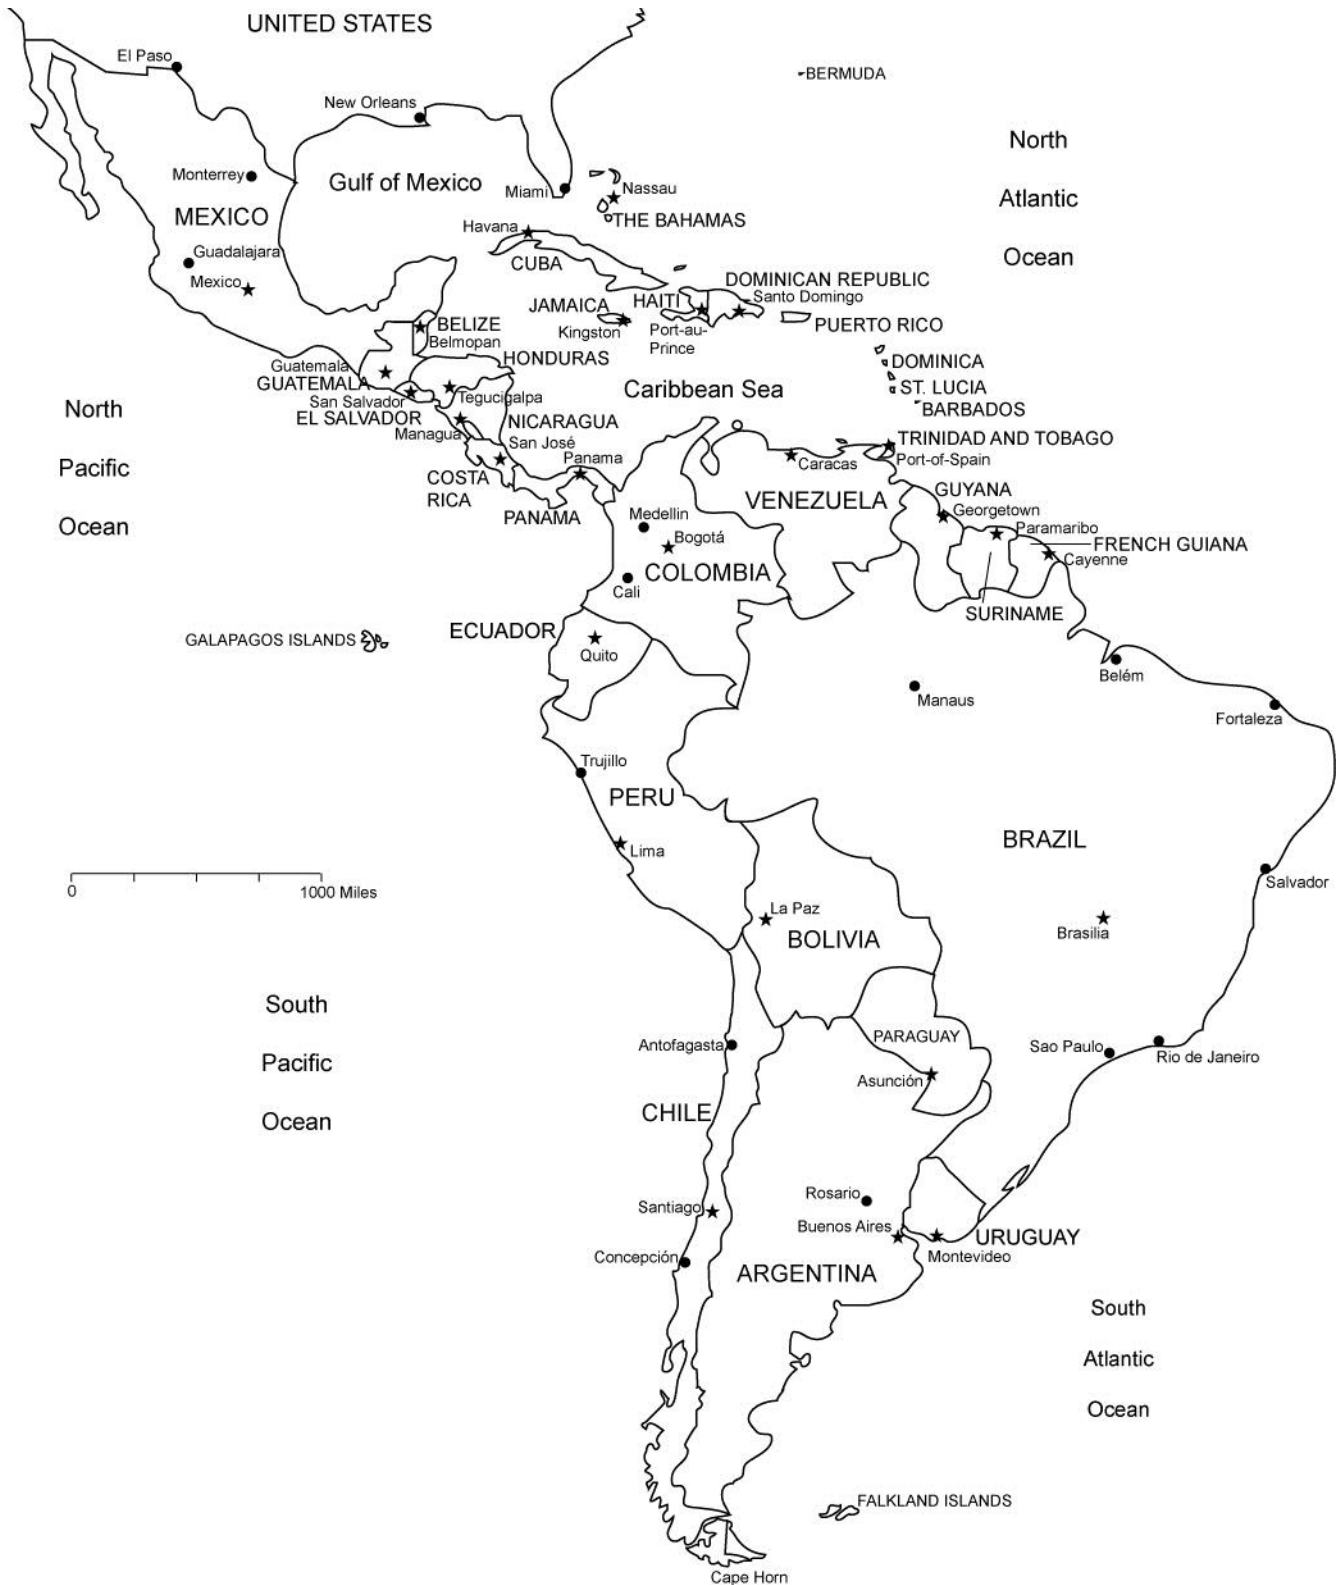 UNITED STATES
El Paso
BERMUDA
New Orleans
North
Atlantic
Ocean
Monterrey
Gulf of Mexico
Miami
Nassau
THE BAHAMAS
MEXICO
Havana
Guadalajara
CUBA
Mexico
DOMINICAN REPUBLIC
Santo Domingo
HAITI
JAMAICA
Kingston
Port-au-
Prince
PUERTO RICO
BELIZE
Belmopan
HONDURAS
DOMINICA
Guatemala
GUATEMALA
Caribbean Sea
ST. LUCIA
San Salvador
Tegucigalpa
BARBADOS
EL SALVADOR
NICARAGUA
Managua
San José
TRINIDAD AND TOBAGO
Port-of-Spain
North
Pacific
Ocean
Panama
Caracas
COSTA
RICA
VENEZUELA
GUYANA
Georgetown
PANAMA
Medellin
Paramaribo
Bogotá
FRENCH GUIANA
Cayenne
COLOMBIA
Cali
SURINAME
ECUADOR
GALAPAGOS ISLANDS
Quito
Belém
Manaus
Fortaleza
Trujillo
PERU
BRAZIL
Lima
0
1000 Miles
Salvador
La Paz
Brasilia
BOLIVIA
South
Pacific
Ocean
PARAGUAY
Antofagasta
Sao Paulo
Rio de Janeiro
Asunción
CHILE
Rosario
Santiago
Buenos Aires
URUGUAY
Montevideo
Concepción
ARGENTINA
South
Atlantic
Ocean
FALKLAND ISLANDS
Cape Horn